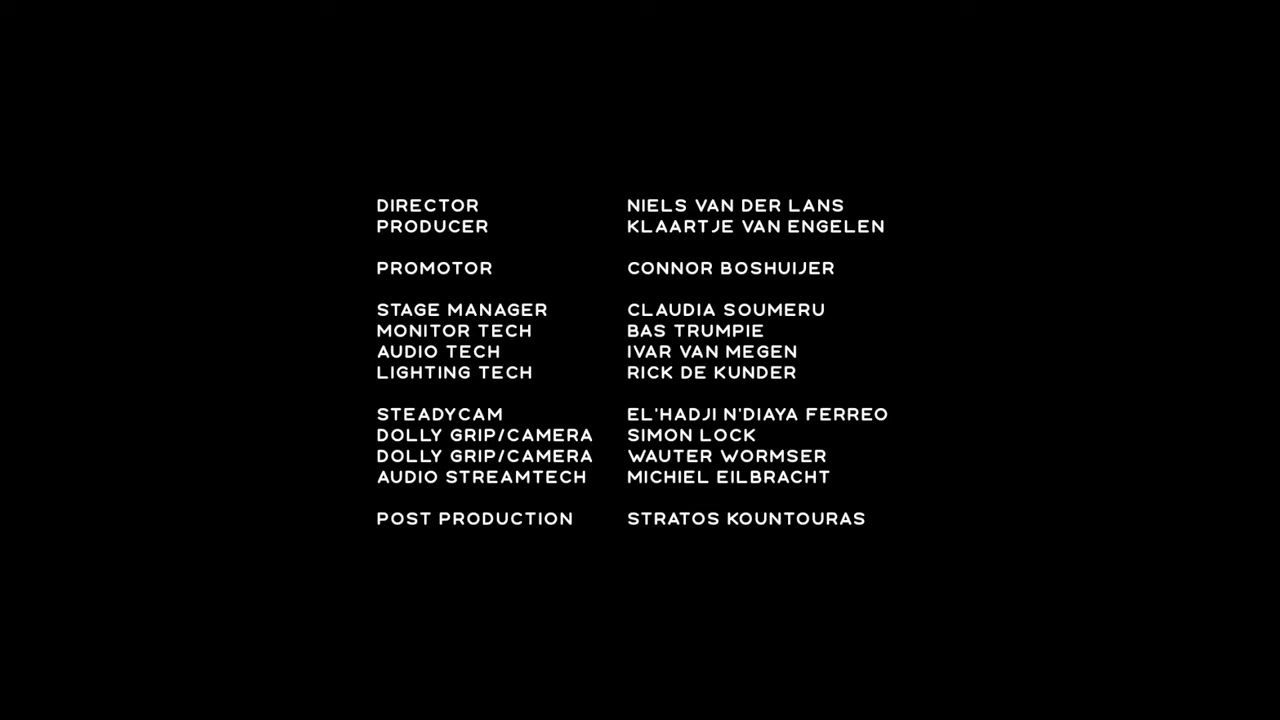 DIRECTOR NIELS VAN DER LANS
PRODUCER KLAARTJE VAN ENGELEN
PROMOTOR CONNOR BOSHUIJER
STAGE MANAGER CLAUDIA SOUMERU
MONITOR TECH BAS TRUMPIE
AUDIO TECH IVAR VAN MEGEN
LIGHTING TECH RICK DE KUNDER
STEADYCAM EL'HADJI N'DIAYA FERREO
DOLLY GRIP/CAMERA SIMON LOCK
DOLLY GRIP/CAMERA WAUTER WORMSER
AUDIO STREAMTECH MICHIEL EILBRACHT
POST PRODUCTION STRATOS KOUNTOURAS